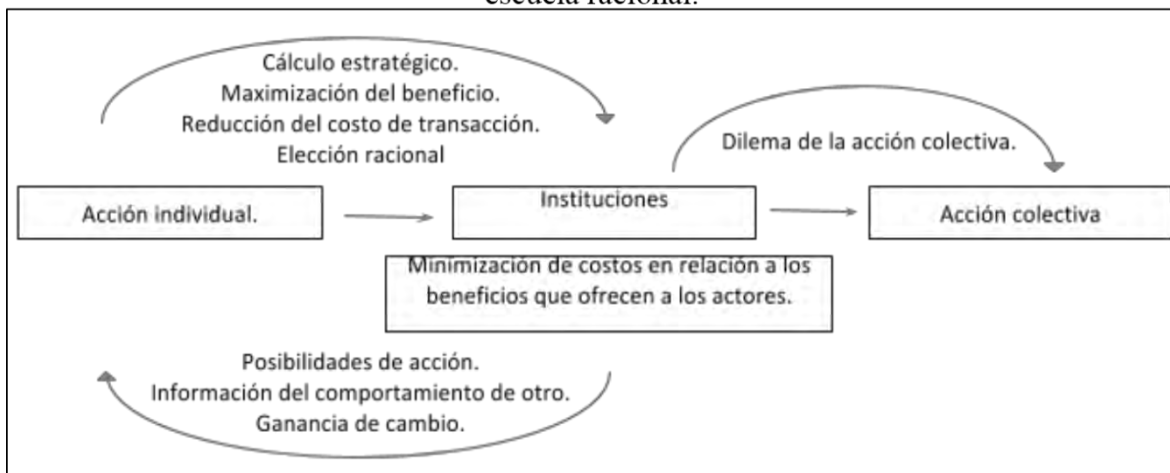 escuela racional.
Cálculo estratégico.
Maximización del beneficio.
Reducción del costo de transacción.
Elección racional
Dilema de la acción colectiva.
Acción individual.
Instituciones
Acción colectiva
Minimización de costos en relación a los
beneficios que ofrecen a los actores.
Posibilidades de acción.
Información del comportamiento de otro.
Ganancia de cambio.